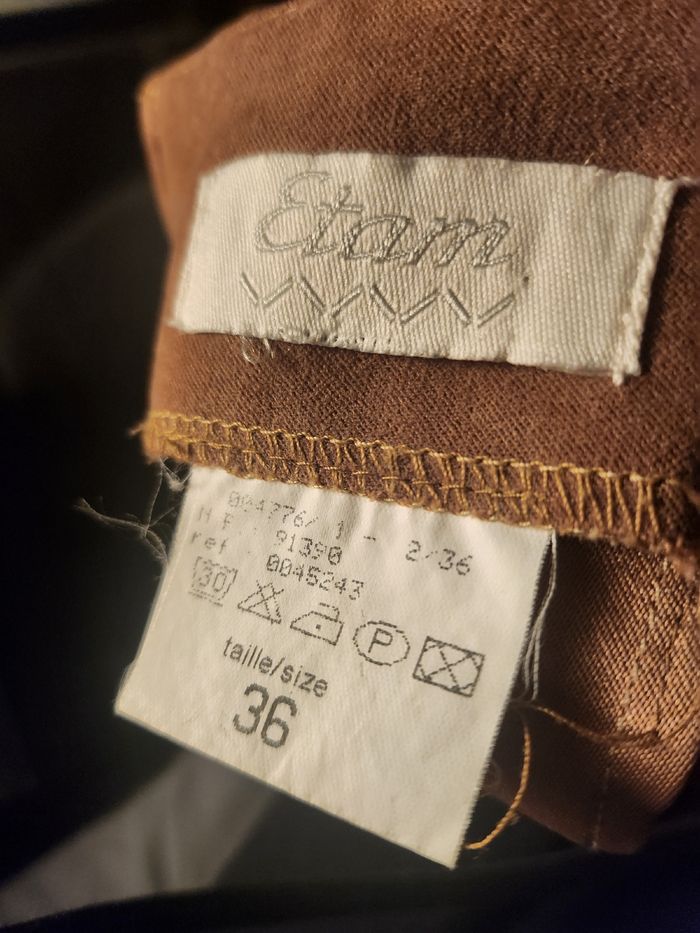 Etam
004776/ 1 - 2/36
N F 91390
ref 0045243
30
P
taille/size
36